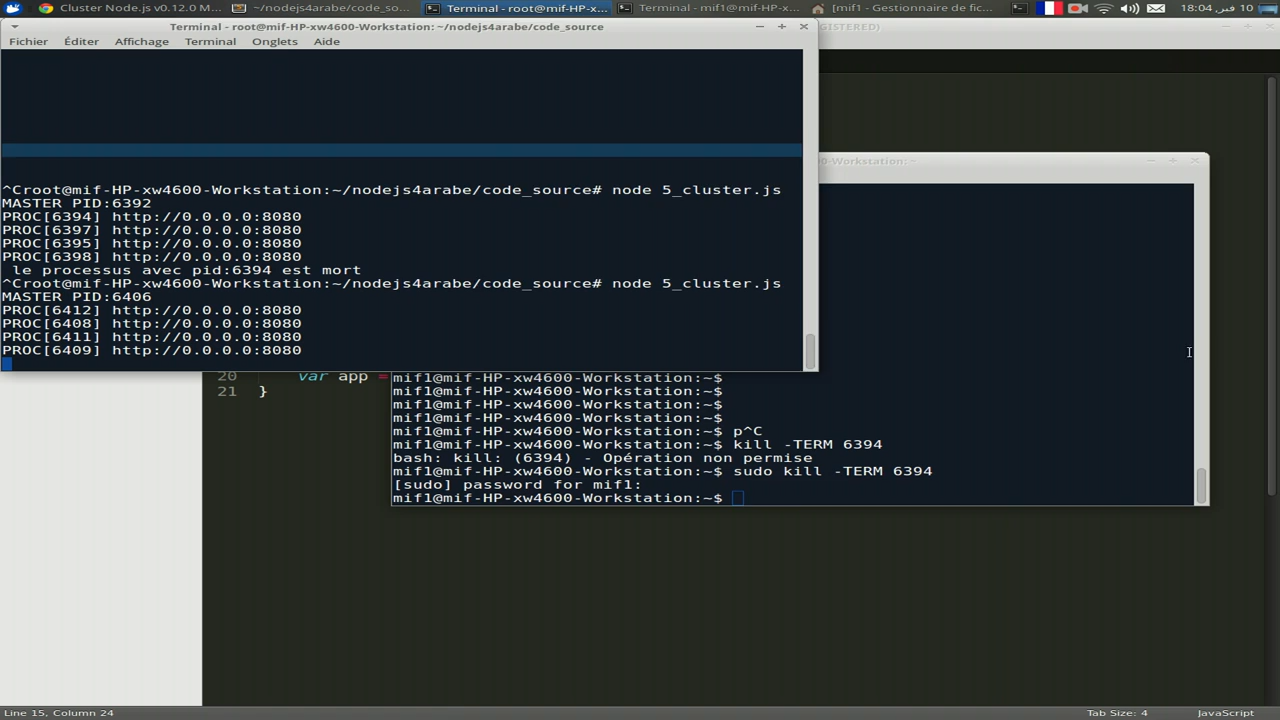 Cluster Node.js v0.12.0 M...
~/nodejs4arabe/code_so...
Terminal - root@mif-HP-x...
Terminal - mif1@mif-HP-x...
[mif1 - Gestionnaire de fic...
18:04 ,فبر 10
Terminal - root@mif-HP-xw4600-Workstation: ~/nodejs4arabe/code_source
GISTERED)
Fichier Éditer Affichage Terminal Onglets Aide
^Croot@mif-HP-xw4600-Workstation:~/nodejs4arabe/code_source# node 5_cluster.js
MASTER PID:6392
PROC[6394] http://0.0.0.0:8080
PROC[6397] http://0.0.0.0:8080
PROC[6395] http://0.0.0.0:8080
PROC[6398] http://0.0.0.0:8080
le processus avec pid:6394 est mort
^Croot@mif-HP-xw4600-Workstation:~/nodejs4arabe/code_source# node 5_cluster.js
MASTER PID:6406
PROC[6412] http://0.0.0.0:8080
PROC[6408] http://0.0.0.0:8080
PROC[6411] http://0.0.0.0:8080
PROC[6409] http://0.0.0.0:8080
00-Workstation: ~
20 var app =
21 }
mif1@mif-HP-xw4600-Workstation:~$
mif1@mif-HP-xw4600-Workstation:~$
mif1@mif-HP-xw4600-Workstation:~$
mif1@mif-HP-xw4600-Workstation:~$
mif1@mif-HP-xw4600-Workstation:~$ p^C
mif1@mif-HP-xw4600-Workstation:~$ kill -TERM 6394
bash: kill: (6394) - Opération non permise
mif1@mif-HP-xw4600-Workstation:~$ sudo kill -TERM 6394
[sudo] password for mif1:
mif1@mif-HP-xw4600-Workstation:~$
Line 15, Column 24
Tab Size: 4
JavaScript